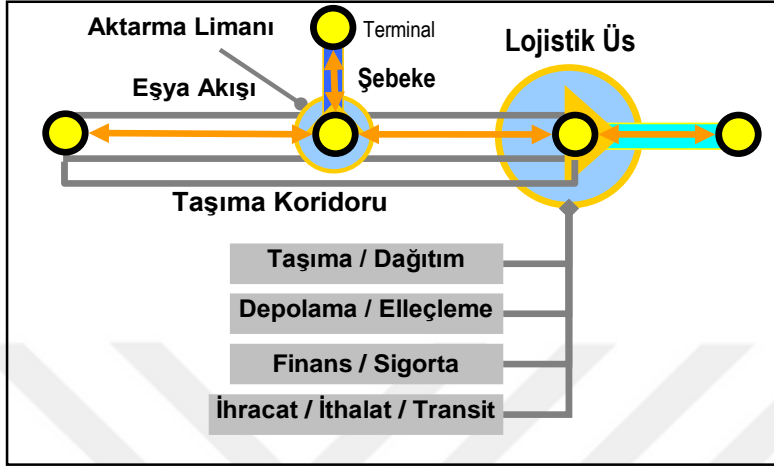 Aktarma Limanı
Terminal
Lojistik Üs
Eşya Akışı
Şebeke
Taşıma Koridoru
Taşıma / Dağıtım
Depolama / Elleçleme
Finans / Sigorta
İhracat / İthalat / Transit